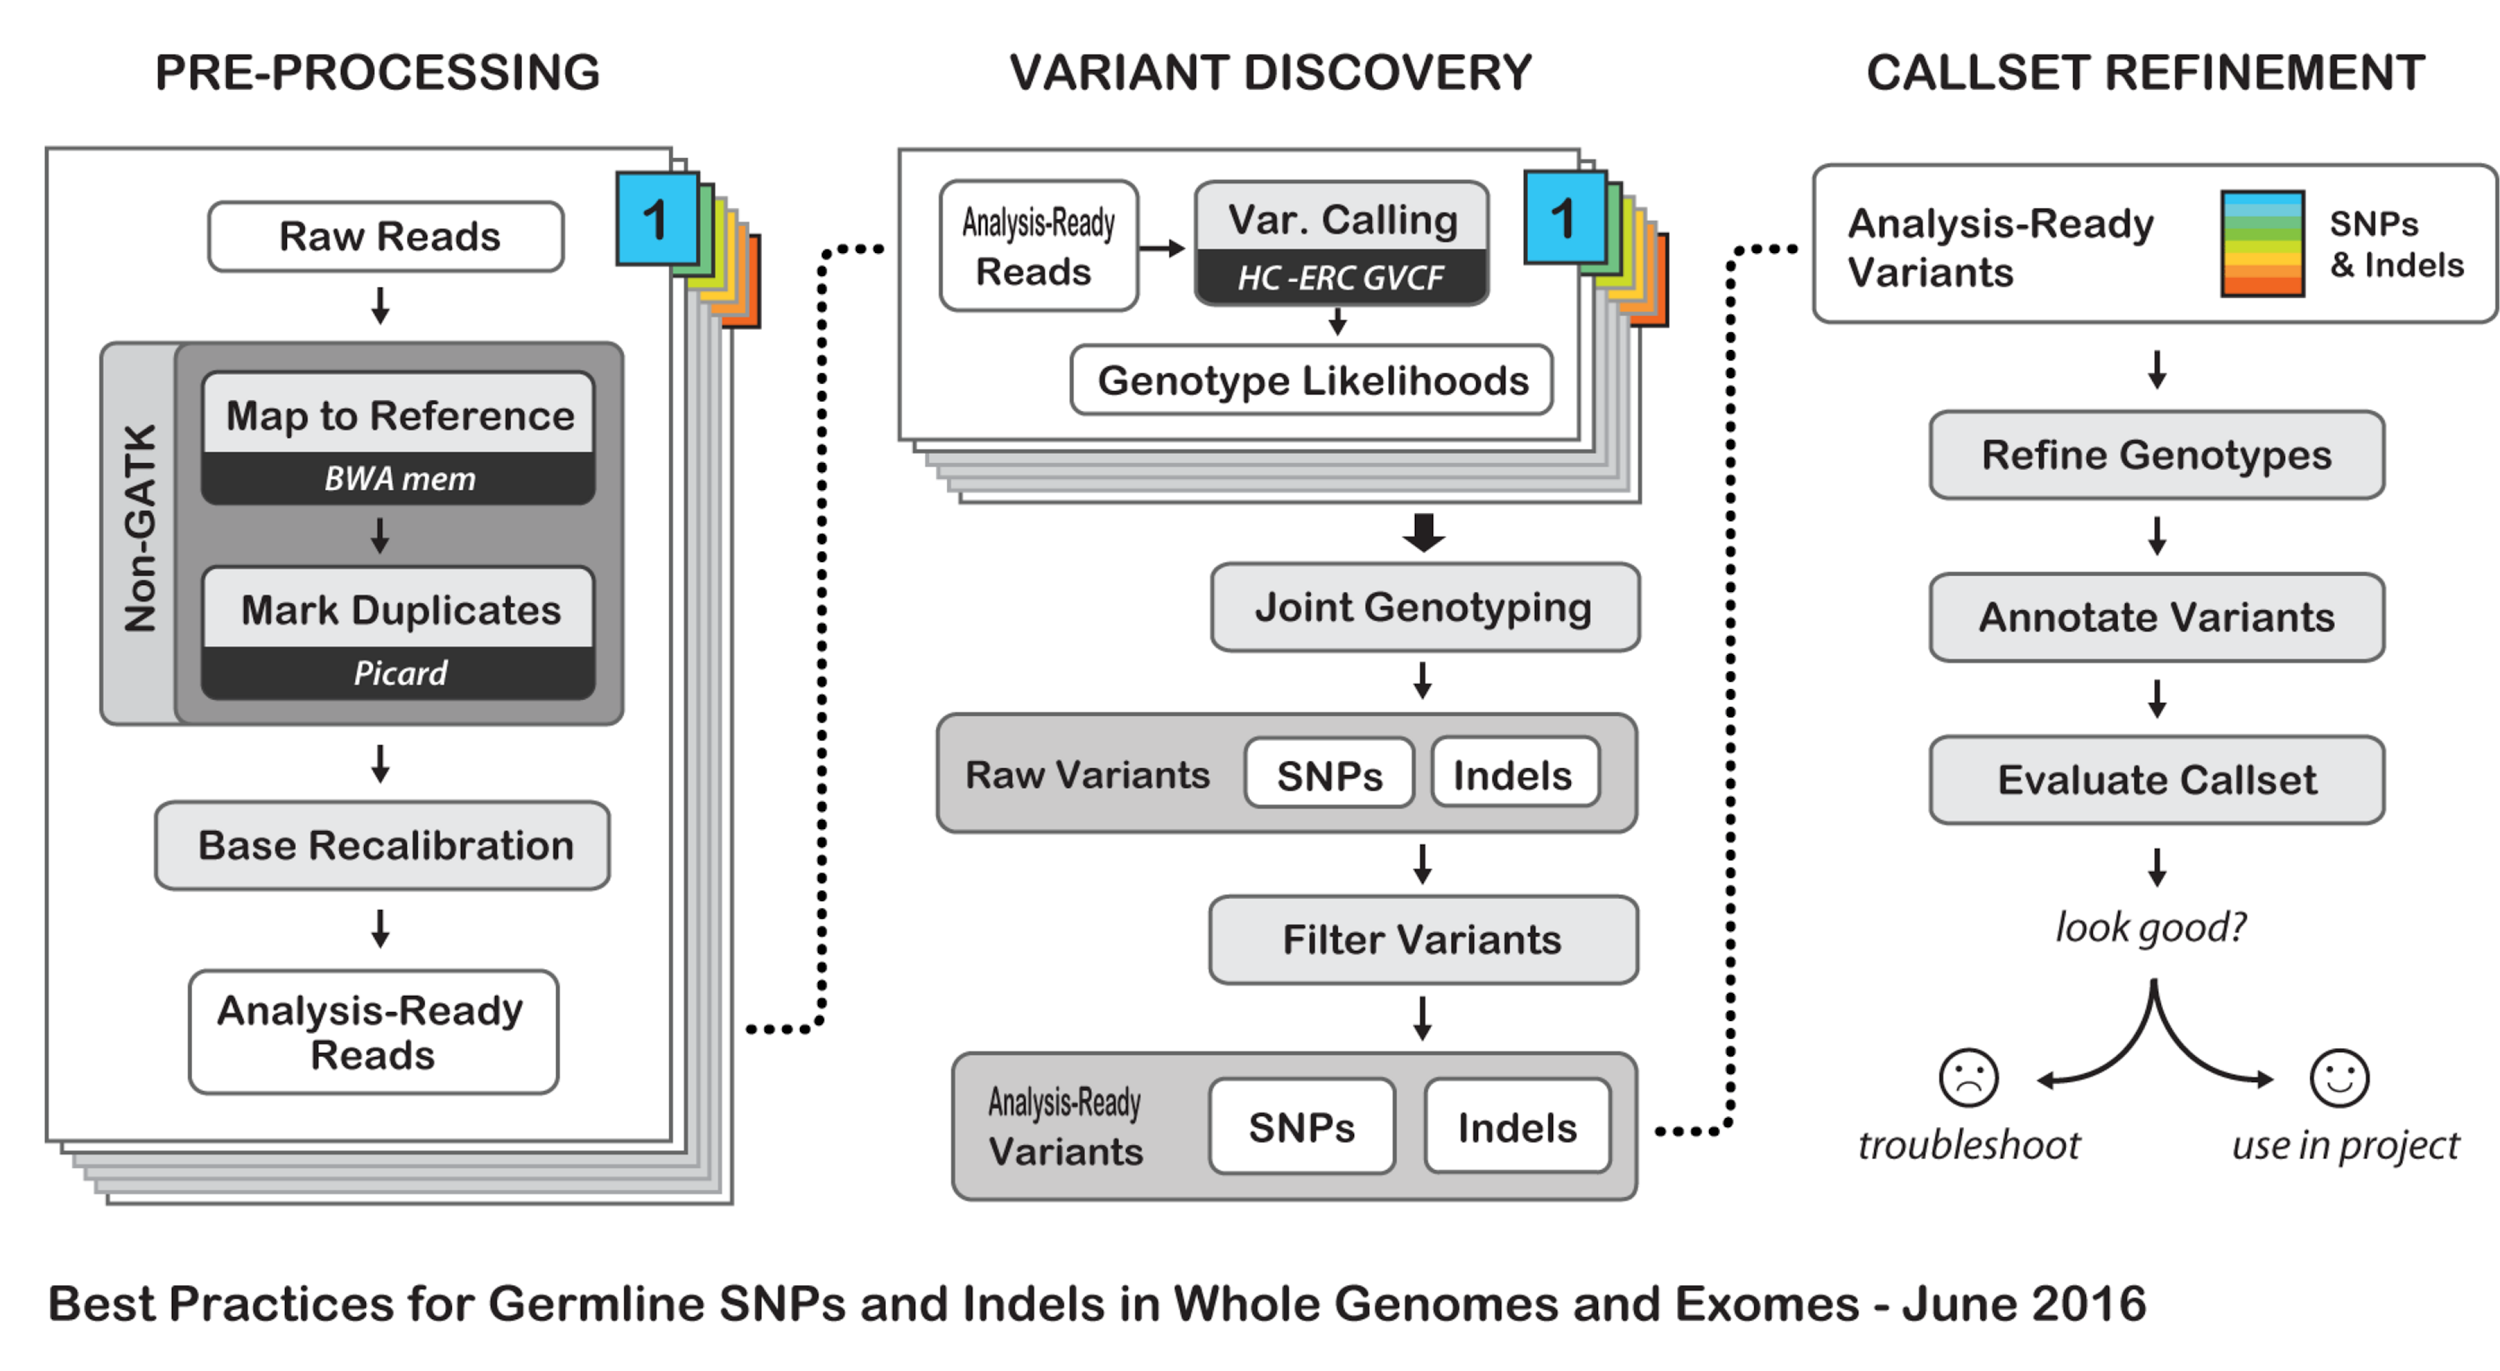 PRE-PROCESSING
1
Raw Reads
Non-GATK
Map to Reference
BWA mem
Mark Duplicates
Picard
Base Recalibration
Analysis-Ready
Reads
VARIANT DISCOVERY
1
Analysis-Ready
Reads
Var. Calling
HC -ERC GVCF
Genotype Likelihoods
Joint Genotyping
Raw Variants
SNPs
Indels
Filter Variants
Analysis-Ready
Variants
SNPs
Indels
CALLSET REFINEMENT
Analysis-Ready
Variants
SNPs
& Indels
Refine Genotypes
Annotate Variants
Evaluate Callset
look good?
troubleshoot
use in project
Best Practices for Germline SNPs and Indels in Whole Genomes and Exomes - June 2016